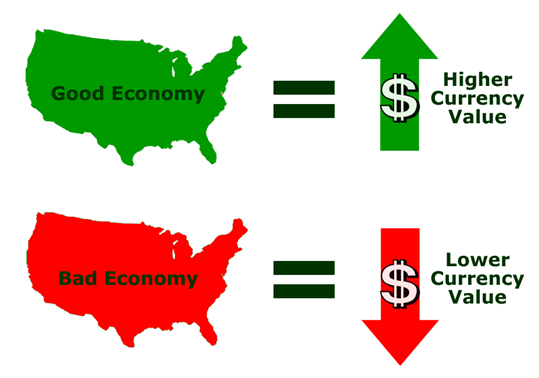 Good Economy
=
$
Higher
Currency
Value
Bad Economy
=
$
Lower
Currency
Value